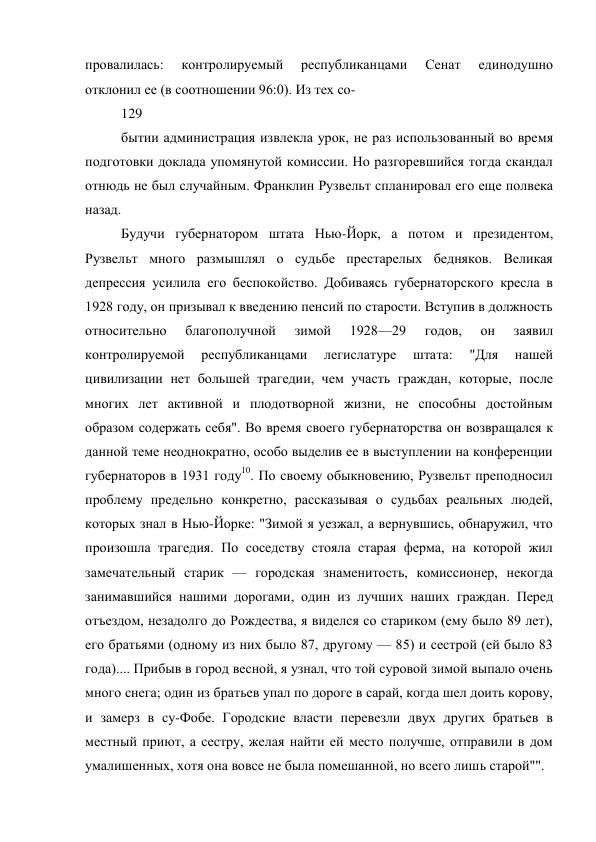 провалилась: контролируемый республиканцами Сенат единодушно
отклонил ее (в соотношении 96:0). Из тех со-
129
бытии администрация извлекла урок, не раз использованный во время
подготовки доклада упомянутой комиссии. Но разгоревшийся тогда скандал
отнюдь не был случайным. Франклин Рузвельт спланировал его еще полвека
назад.
Будучи губернатором штата Нью-Йорк, а потом и президентом,
Рузвельт много размышлял о судьбе престарелых бедняков. Великая
депрессия усилила его беспокойство. Добиваясь губернаторского кресла в
1928 году, он призывал к введению пенсий по старости. Вступив в должность
относительно благополучной зимой 1928—29 годов, он заявил
контролируемой республиканцами легислатуре штата: "Для нашей
цивилизации нет большей трагедии, чем участь граждан, которые, после
многих лет активной и плодотворной жизни, не способны достойным
образом содержать себя". Во время своего губернаторства он возвращался к
данной теме неоднократно, особо выделив ее в выступлении на конференции
губернаторов в 1931 году10. По своему обыкновению, Рузвельт преподносил
проблему предельно конкретно, рассказывая о судьбах реальных людей,
которых знал в Нью-Йорке: "Зимой я уезжал, а вернувшись, обнаружил, что
произошла трагедия. По соседству стояла старая ферма, на которой жил
замечательный старик — городская знаменитость, комиссионер, некогда
занимавшийся нашими дорогами, один из лучших наших граждан. Перед
отъездом, незадолго до Рождества, я виделся со стариком (ему было 89 лет),
его братьями (одному из них было 87, другому — 85) и сестрой (ей было 83
года).... Прибыв в город весной, я узнал, что той суровой зимой выпало очень
много снега; один из братьев упал по дороге в сарай, когда шел доить корову,
и замерз в су-Фобе. Городские власти перевезли двух других братьев в
местный приют, а сестру, желая найти ей место получше, отправили в дом
умалишенных, хотя она вовсе не была помешанной, но всего лишь старой"".